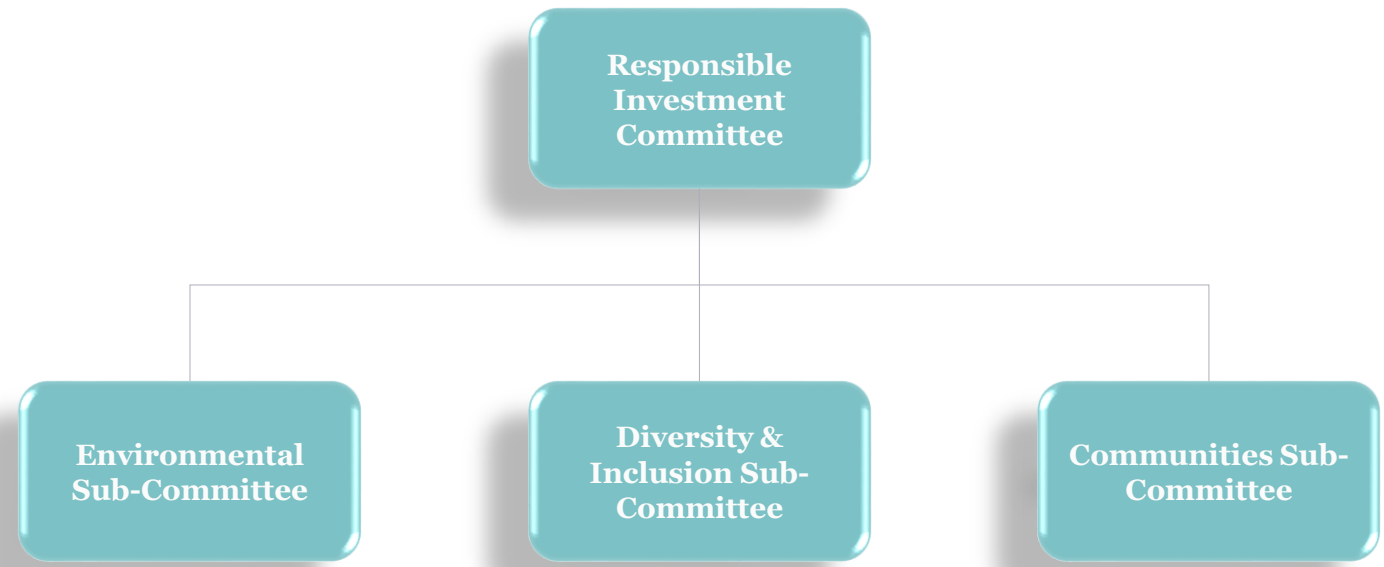 Responsible
Investment
Committee
Environmental
Sub-Committee
Diversity &
Inclusion Sub-
Committee
Communities Sub-
Committee